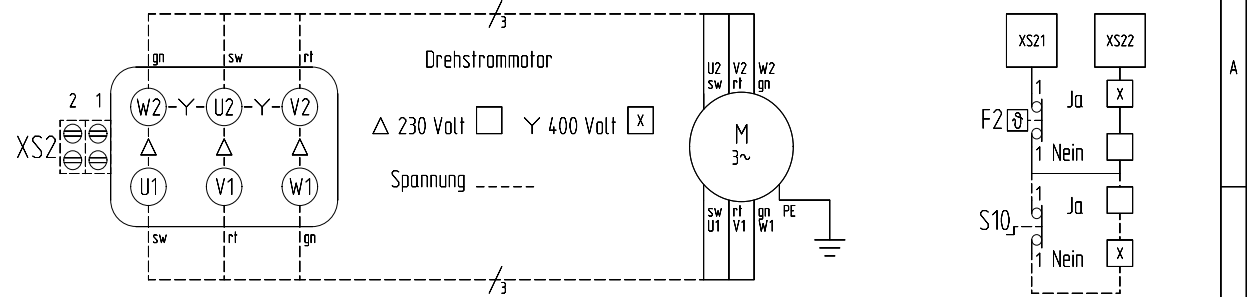 3
gn sw rt
Drehstrommotor
XS21 XS22
U2 V2 W2
sw rt gn
2 1
W2 Y U2 Y V2
1 Ja X
A
XS2
△ 230 Volt Y 400 Volt X
M
3~
F2 ϑ
1 Nein
U1 V1 W1
Spannung
sw rt gn PE
U1 V1 W1
1 Ja
sw rt gn
S10
1 Nein X
3